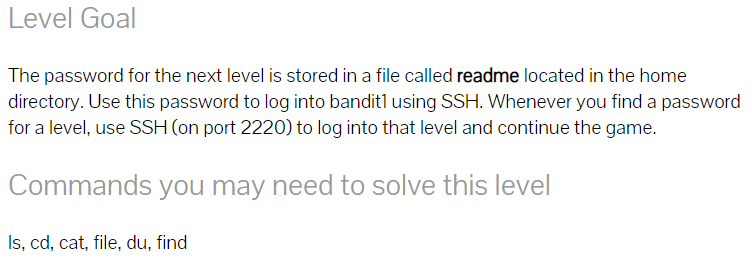 Level Goal
The password for the next level is stored in a file called readme located in the home
directory. Use this password to log into bandit1 using SSH. Whenever you find a password
for a level, use SSH (on port 2220) to log into that level and continue the game.
Commands you may need to solve this level
ls, cd, cat, file, du, find